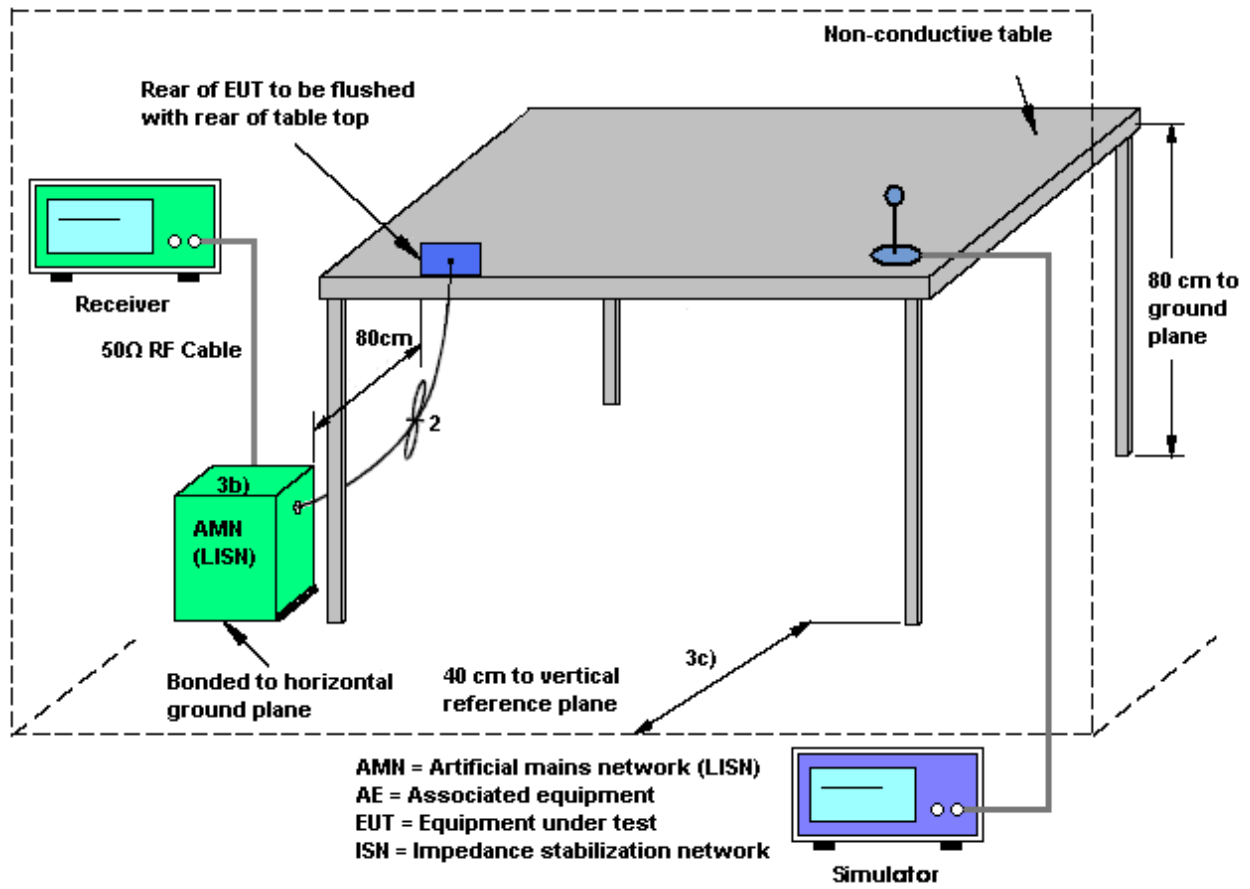 Non-conductive table
Rear of EUT to be flushed
with rear of table top
Receiver
50Ω RF Cable
80cm
2
80 cm to
ground
plane
3b)
AMN
(LISN)
Bonded to horizontal
ground plane
40 cm to vertical
reference plane
3c)
AMN = Artificial mains network (LISN)
AE = Associated equipment
EUT = Equipment under test
ISN = Impedance stabilization network
Simulator